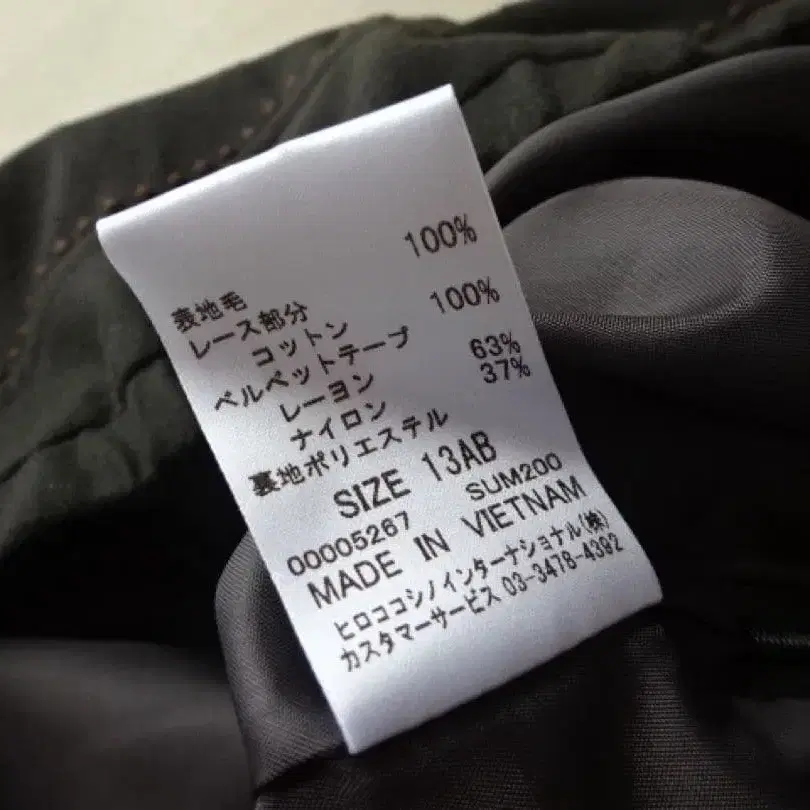 表地毛 100%
レース部分
コットン 100%
ベルベットテープ
レーヨン 63%
ナイロン 37%
裏地ポリエステル
SIZE 13AB
00005267 SUM200
MADE IN VIETNAM
ヒロココシノインターナショナル(株)
カスタマーサービス 03-3478-4392